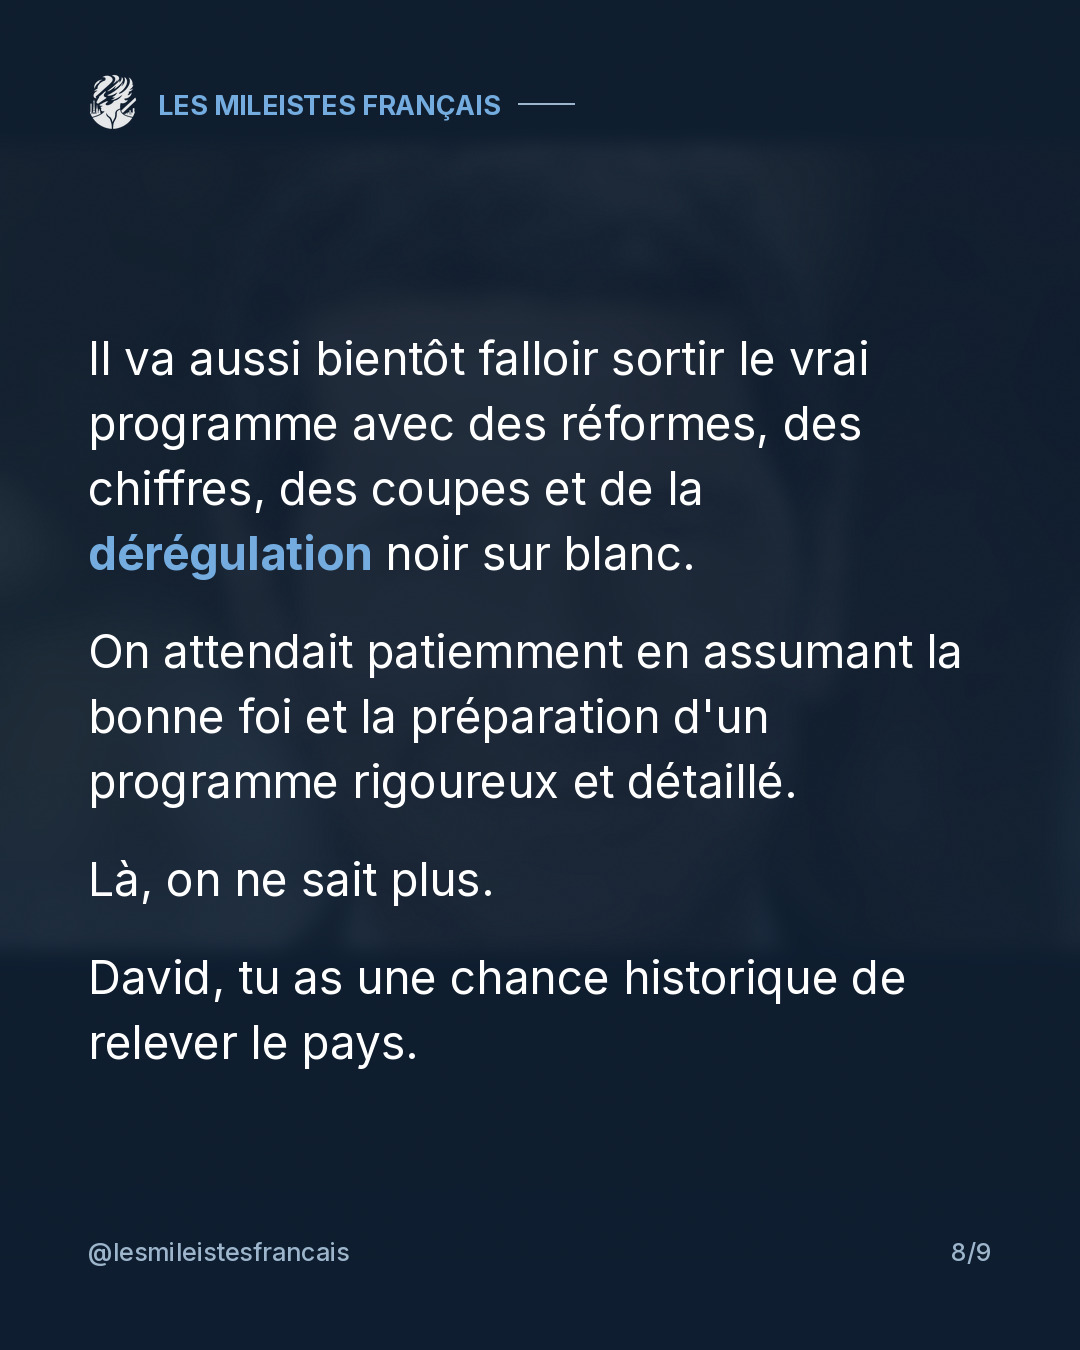 LES MILEISTES FRANÇAIS
Il va aussi bientôt falloir sortir le vrai
programme avec des réformes, des
chiffres, des coupes et de la
dérégulation noir sur blanc.
On attendait patiemment en assumant la
bonne foi et la préparation d'un
programme rigoureux et détaillé.
Là, on ne sait plus.
David, tu as une chance historique de
relever le pays.
@lesmileistesfrancais
8/9